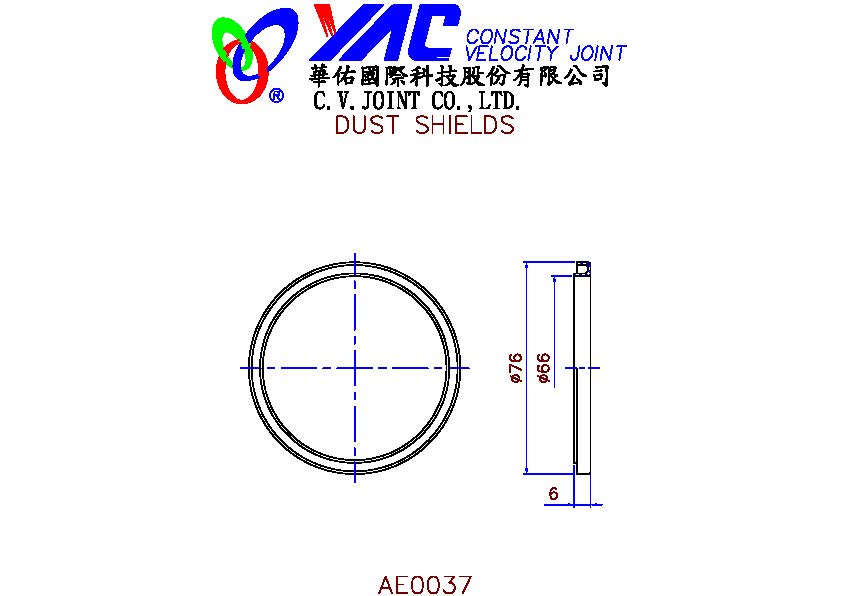 YAC CONSTANT
VELOCITY JOINT
®
華佑國際科技股份有限公司
C.V.JOINT CO.,LTD.
DUST SHIELDS
ø76
ø66
6
AE0037